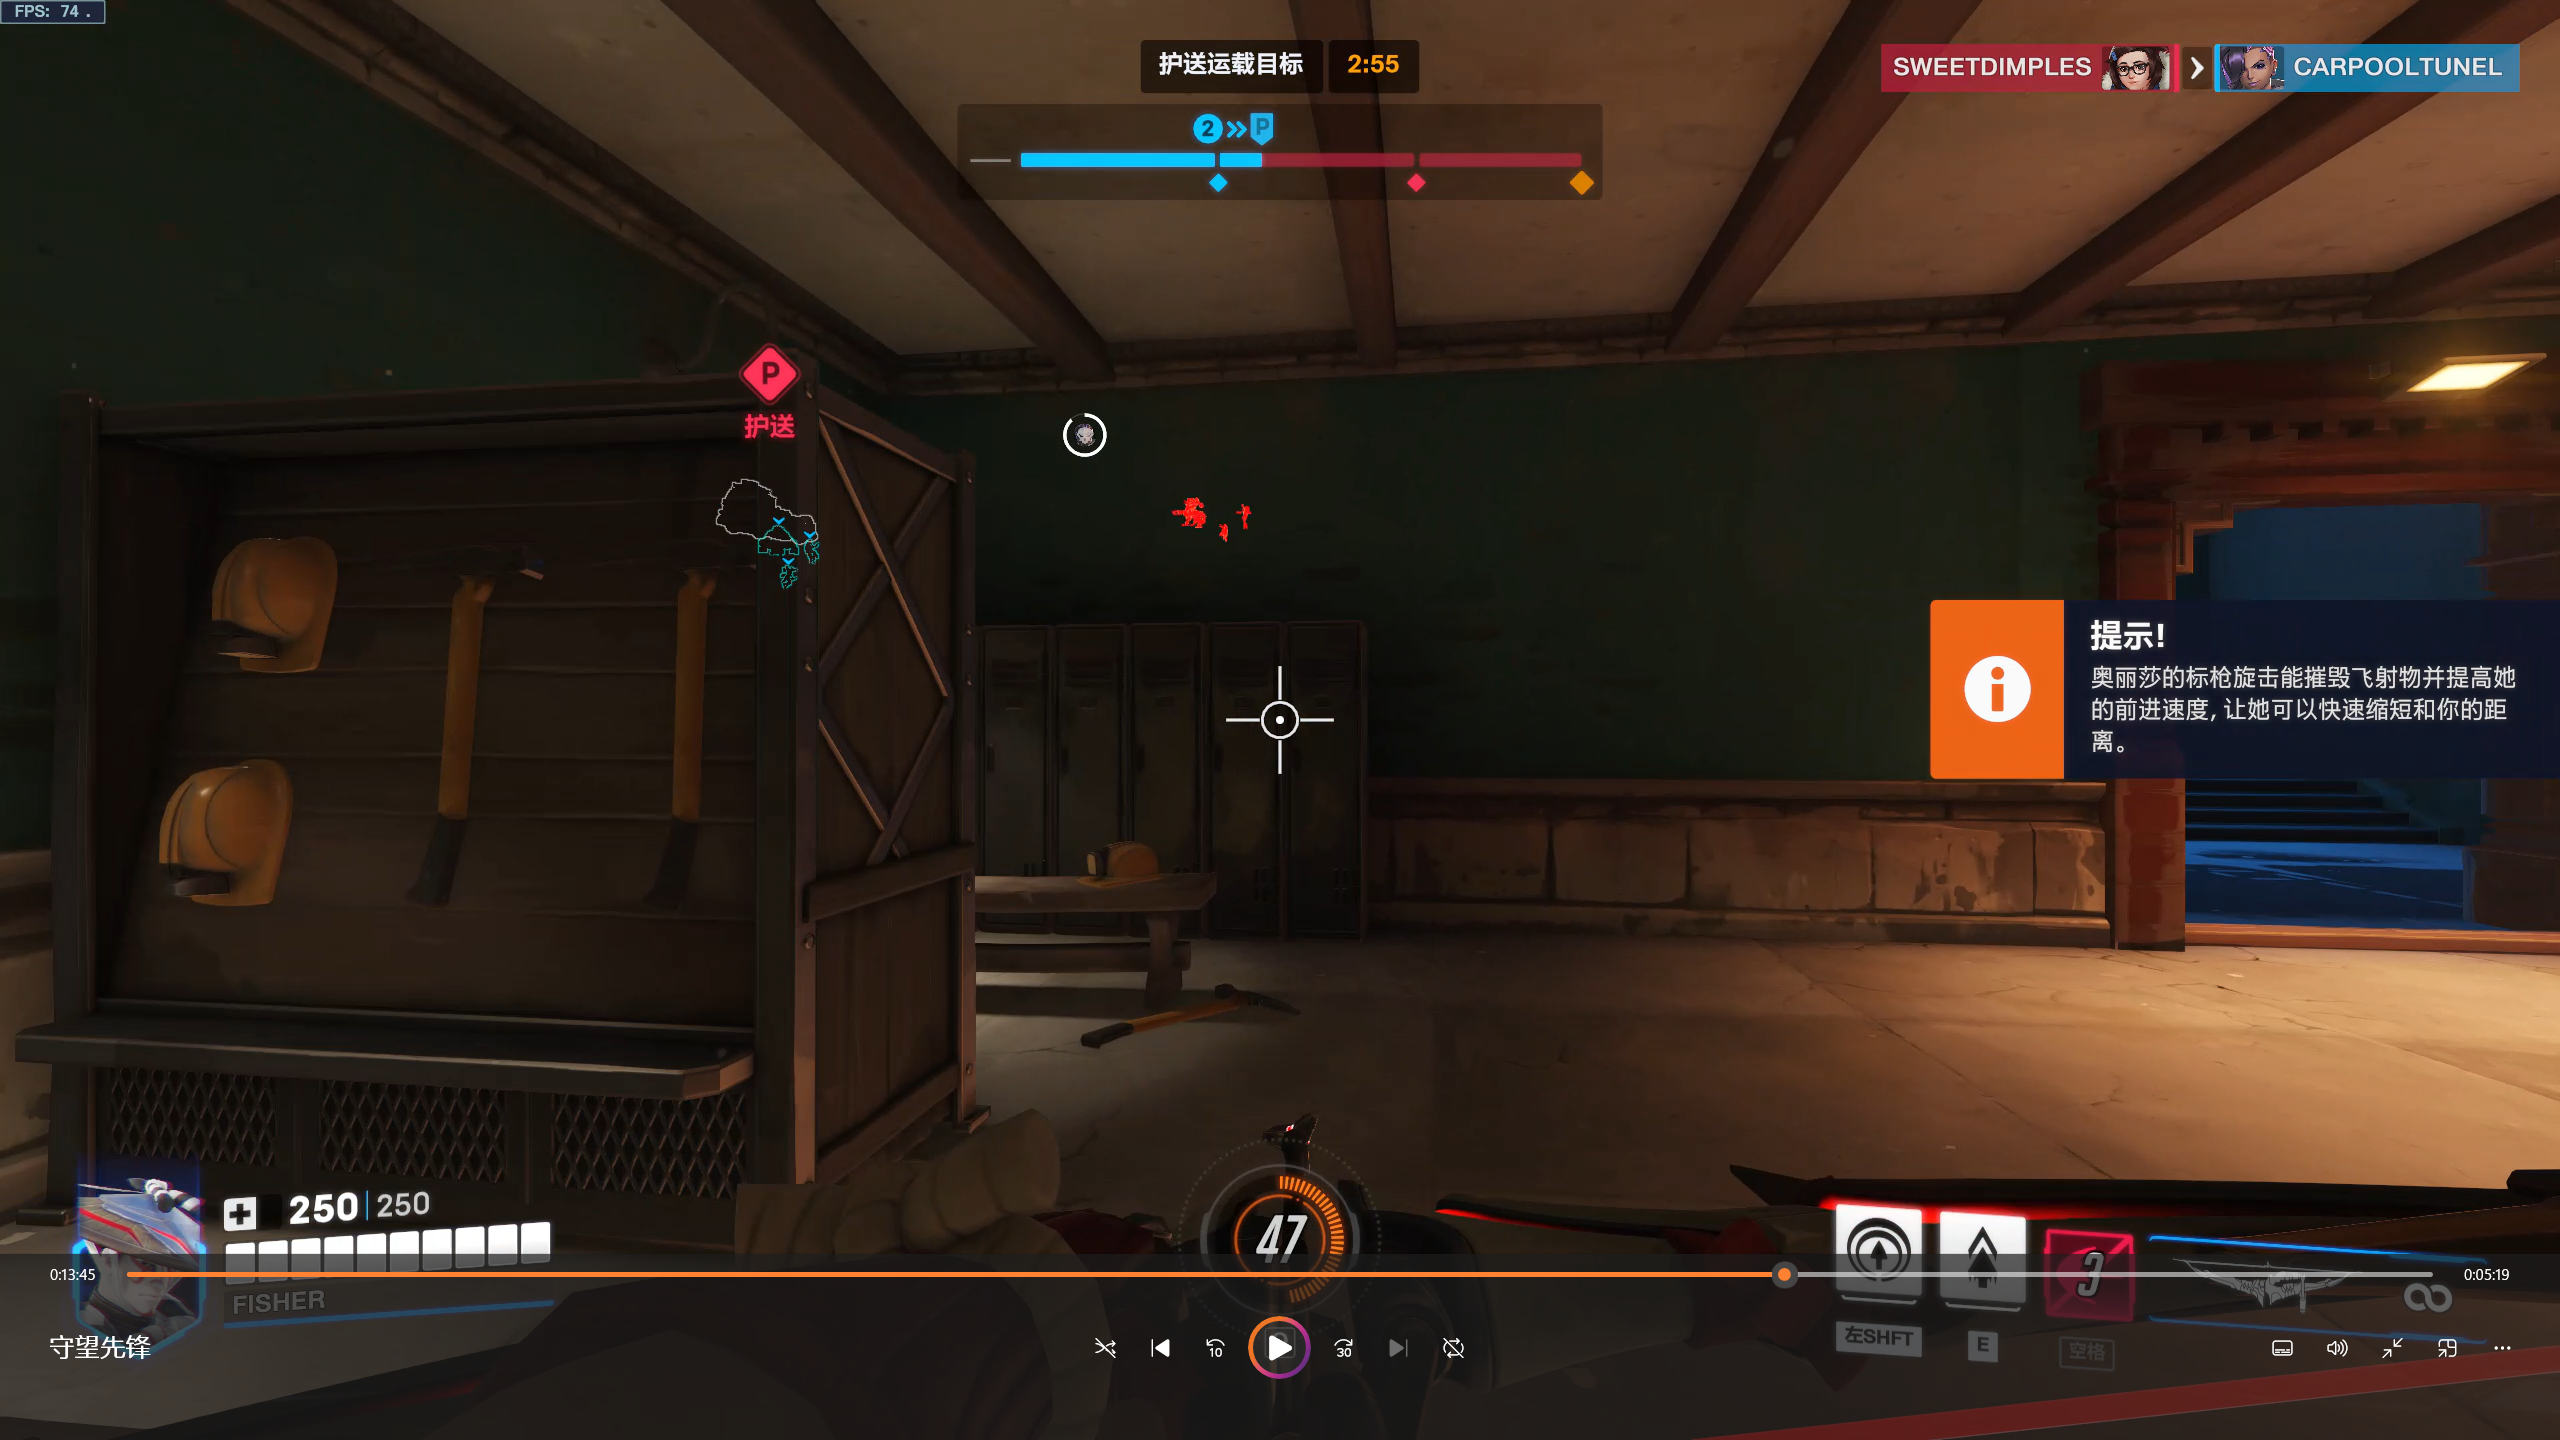 FPS: 74 .
护送运载目标 2:55
SWEETDIMPLES CARPOOLTUNEL
2 P
P
护送
提示!
奥丽莎的标枪旋击能摧毁飞射物并提高她
的前进速度, 让她可以快速缩短和你的距
离。
250 250
47
3
0:13:45 0:05:19
FISHER
左SHFT E 空格
守望先锋
10 30